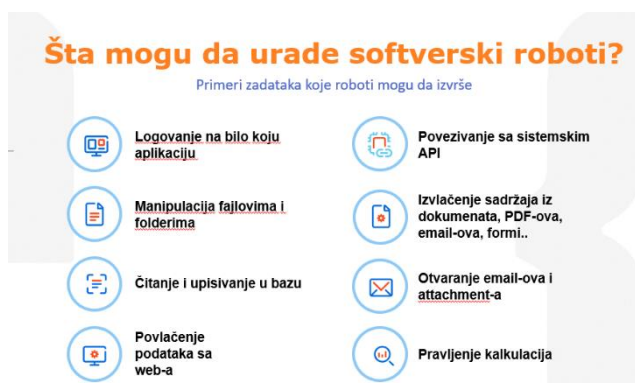 Šta mogu da urade softverski roboti?
Primeri zadataka koje roboti mogu da izvrše
Logovanje na bilo koju
aplikaciju
Manipulacija fajlovima i
folderima
Čitanje i upisivanje u bazu
Povlačenje
podataka sa
web-a
Povezivanje sa sistemskim
API
Izvlačenje sadržaja iz
dokumenata, PDF-ova,
email-ova, formi..
Otvaranje email-ova i
attachment-a
Pravljenje kalkulacija